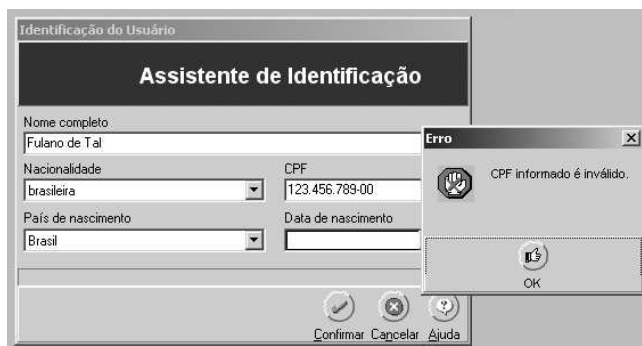 Identificação do Usuário
Assistente de Identificação
Nome completo
Fulano de Tal
Nacionalidade
CPF
brasileira
123.456.789-00
País de nascimento
Data de nascimento
Brasil
Confirmar Cancelar Ajuda
Erro
CPF informado é inválido.
OK